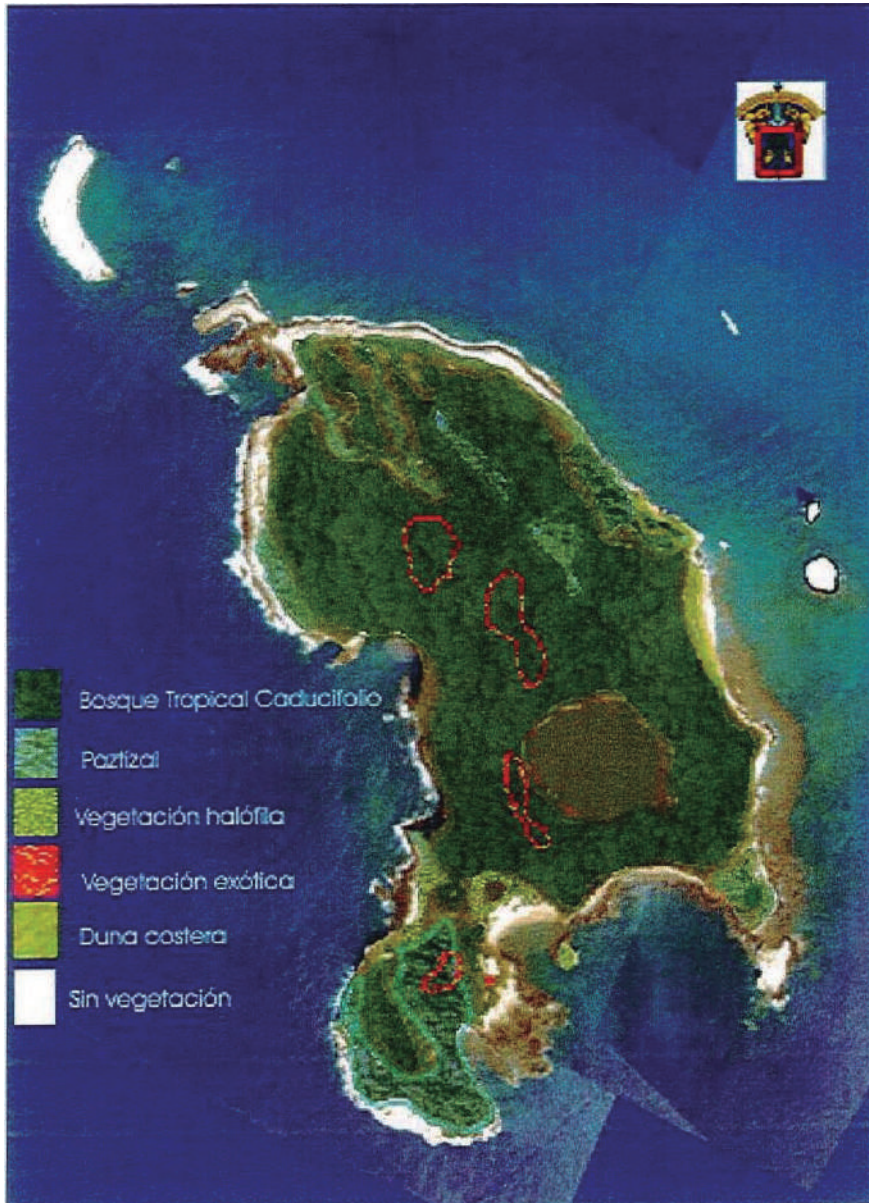 Bosque Tropical Caducifolio
Paztizal
Vegetación halófila
Vegetación exótica
Duna costera
Sin vegetación